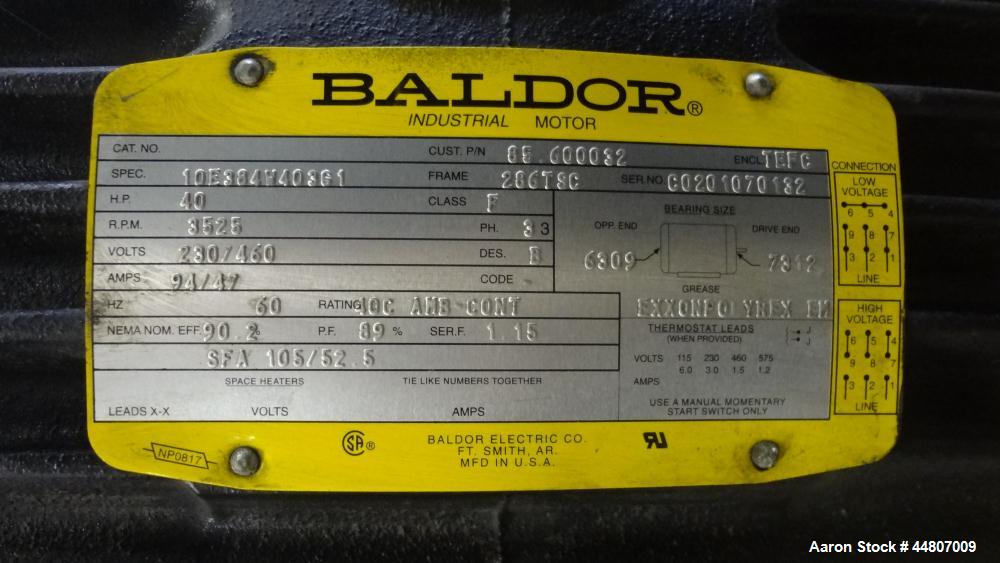 BALDOR®
INDUSTRIAL MOTOR
CAT. NO. CUST. P/N 85.600032 ENCL TEFC
SPEC. 10E384W403G1 FRAME 286TSC SER.NO. C0201070132
H.P. 40 CLASS F
R.P.M. 3525 PH. 3 3
VOLTS 230/460 DES. B
AMPS 94/47 CODE
HZ 60 RATING 40C AMB CONT
NEMA NOM. EFF. 90.2 % P.F. 89 % SER.F. 1.15
SFA 105/52.5
SPACE HEATERS TIE LIKE NUMBERS TOGETHER
LEADS X-X VOLTS AMPS
BEARING SIZE
OPP. END DRIVE END
6309 7312
GREASE
EXXON
THERMOSTAT LEADS J
(WHEN PROVIDED) J
VOLTS 115 230 460 575
6.0 3.0 1.5 1.2
AMPS
USE A MANUAL MOMENTARY
START SWITCH ONLY
CONNECTION
LOW
VOLTAGE
6 5 4
9 8 7
3 2 1
LINE
HIGH
VOLTAGE
6 5 4
9 8 7
3 2 1
LINE
NP0817
SA®
BALDOR ELECTRIC CO.
FT. SMITH, AR.
MFD IN U.S.A.
Aaron Stock # 44807009